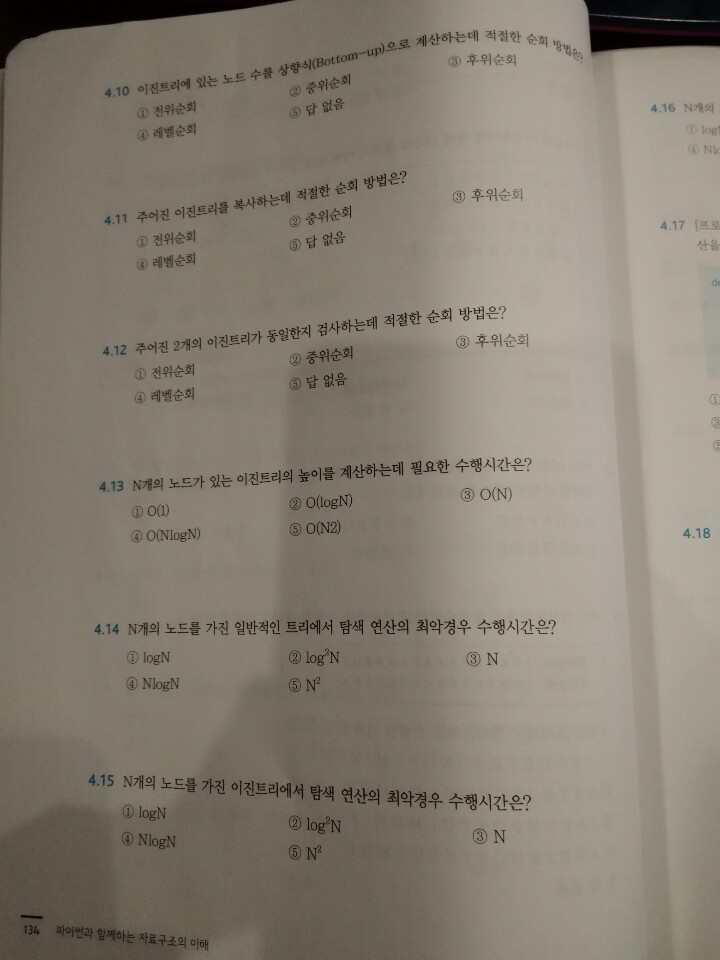 4.10 이진트리에 있는 노드 수를 상향식(Bottom-up)으로 계산하는데 적절한 순회 방법은?
① 전위순회 ② 중위순회 ③ 후위순회
④ 레벨순회 ⑤ 답 없음
4.11 주어진 이진트리를 복사하는데 적절한 순회 방법은?
① 전위순회 ② 중위순회 ③ 후위순회
④ 레벨순회 ⑤ 답 없음
4.12 주어진 2개의 이진트리가 동일한지 검사하는데 적절한 순회 방법은?
① 전위순회 ② 중위순회 ③ 후위순회
④ 레벨순회 ⑤ 답 없음
4.13 N개의 노드가 있는 이진트리의 높이를 계산하는데 필요한 수행시간은?
① O(1) ② O(logN) ③ O(N)
④ O(NlogN) ⑤ O(N2)
4.14 N개의 노드를 가진 일반적인 트리에서 탐색 연산의 최악경우 수행시간은?
① logN ② log²N ③ N
④ NlogN ⑤ N²
4.15 N개의 노드를 가진 이진트리에서 탐색 연산의 최악경우 수행시간은?
① logN ② log²N ③ N
④ NlogN ⑤ N²
134 파이썬과 함께하는 자료구조의 이해
4.16 N개의
①
④
4.17
산을
①
③
4.18